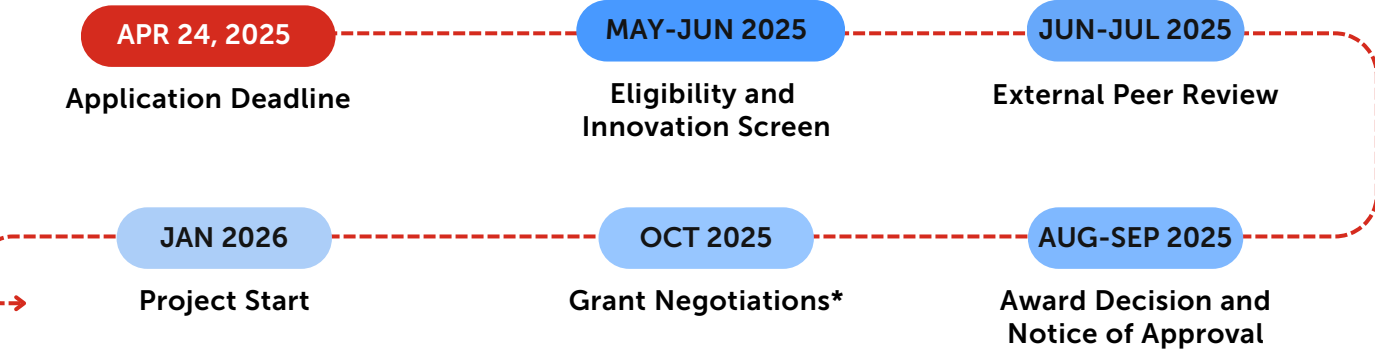 APR 24, 2025
Application Deadline
MAY-JUN 2025
Eligibility and
Innovation Screen
JUN-JUL 2025
External Peer Review
AUG-SEP 2025
Award Decision and
Notice of Approval
OCT 2025
Grant Negotiations*
JAN 2026
Project Start